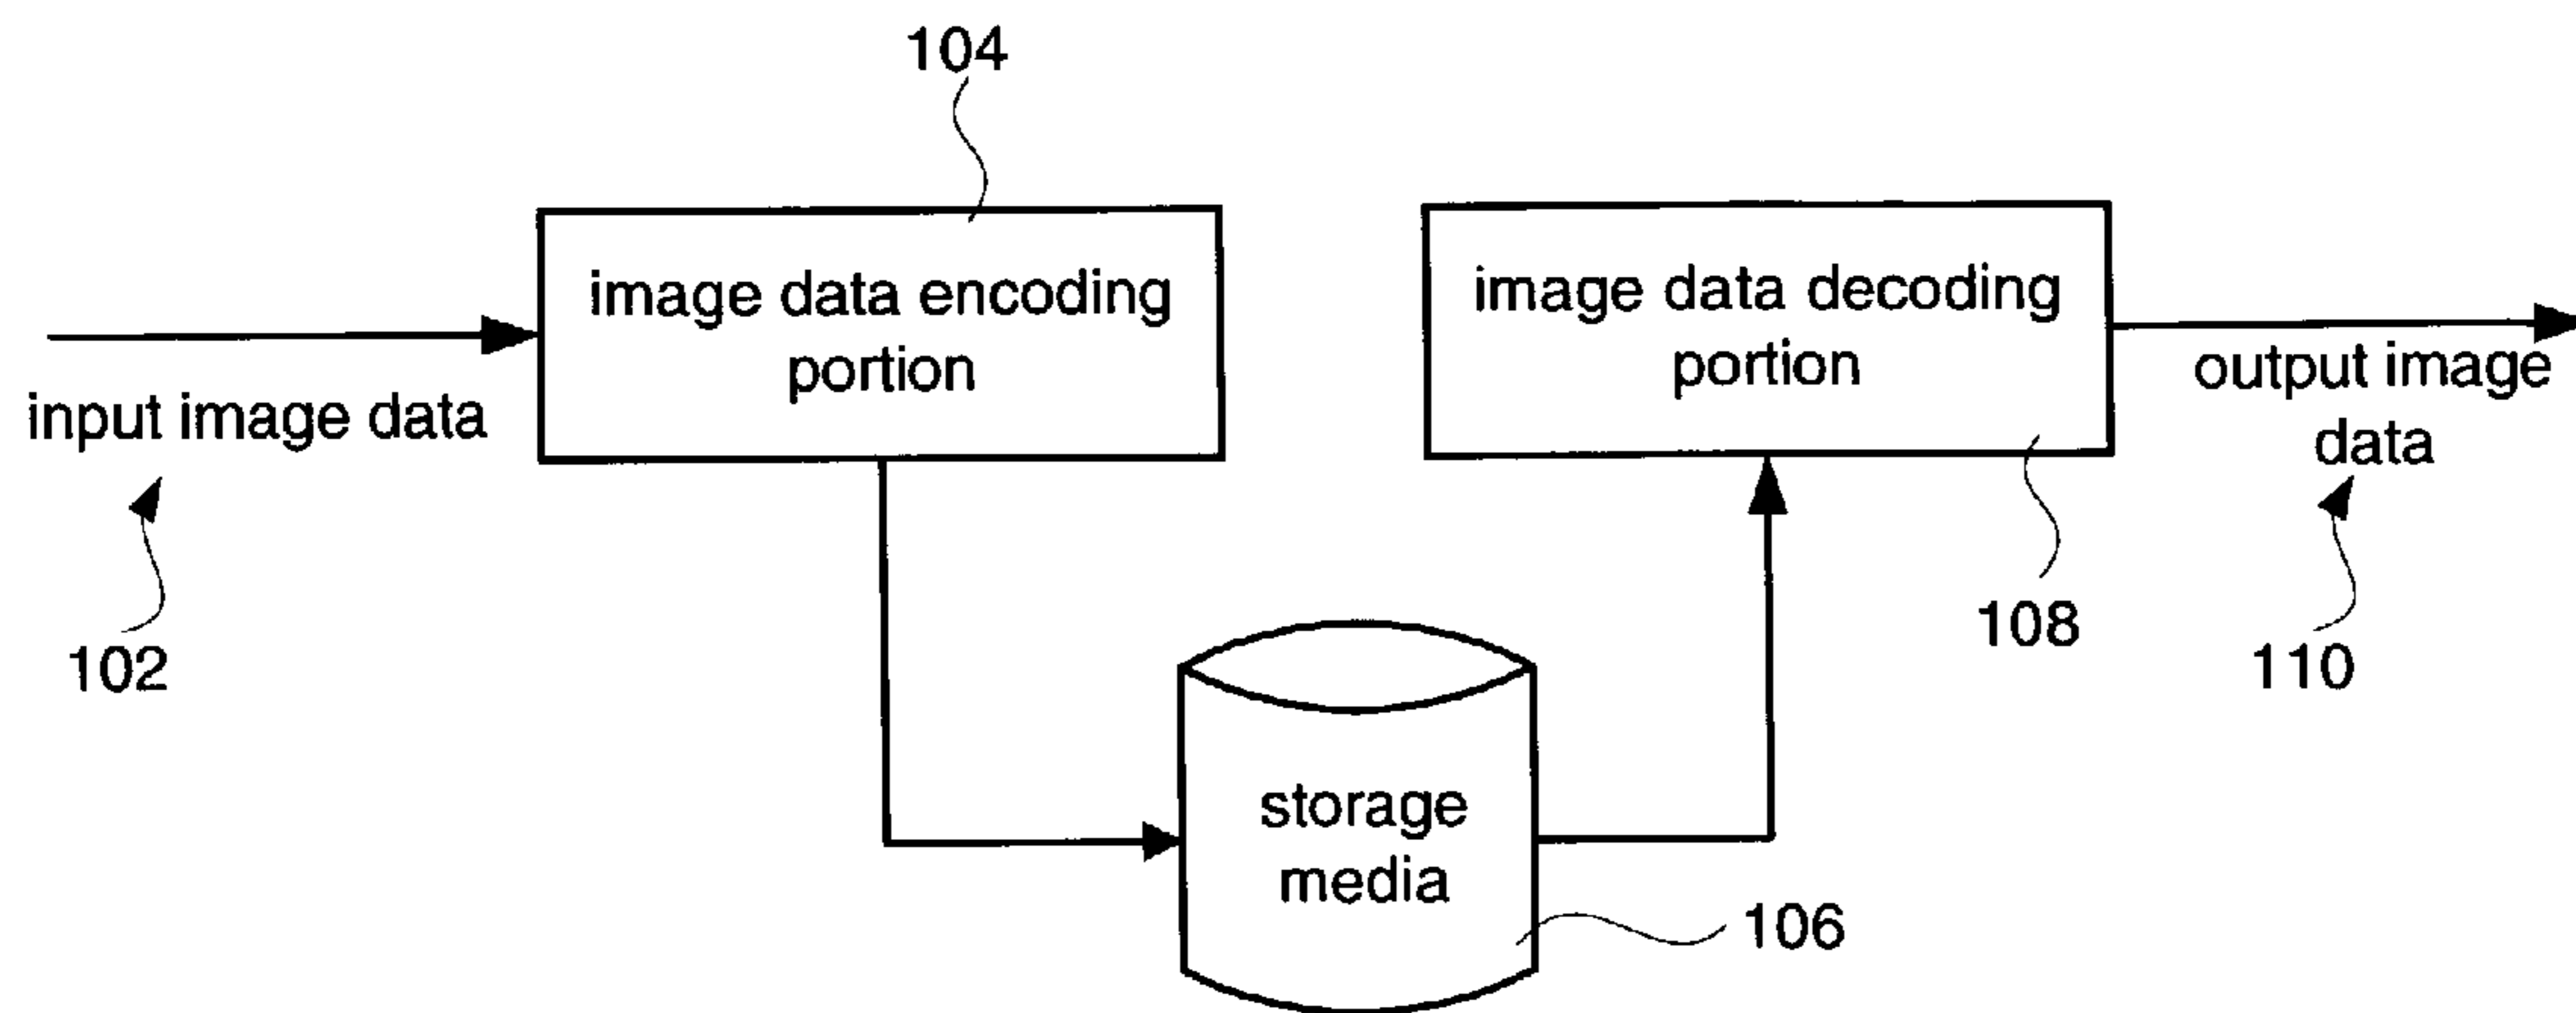 104
image data encoding
portion
image data decoding
portion
input image data
output image
data
102
108
110
storage
media
106